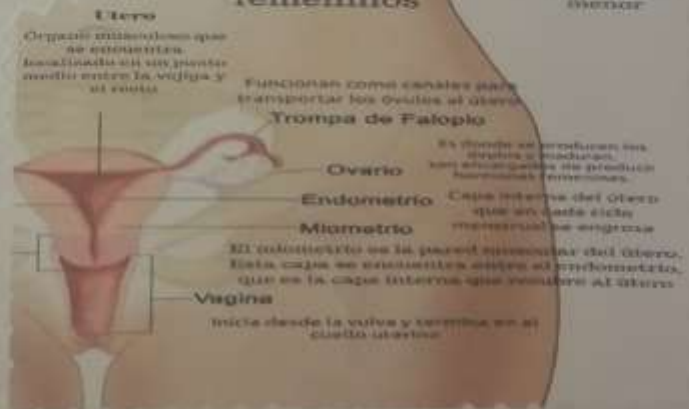 femeninos
menor
Útero
Órgano musculoso que
se encuentra
localizado en un punto
medio entre la vejiga y
el recto
Funcionan como canales para
transportar los óvulos al útero
Trompa de Falopio
Ovario
Es donde se producen los
óvulos y maduran,
son encargados de producir
hormonas femeninas.
Endometrio
Capa interna del útero
que en cada ciclo
menstrual se engrosa
Miometrio
El miometrio es la pared muscular del útero.
Esta capa se encuentra entre el endometrio,
que es la capa interna que recubre al útero
Vagina
Inicia desde la vulva y termina en el
cuello uterino